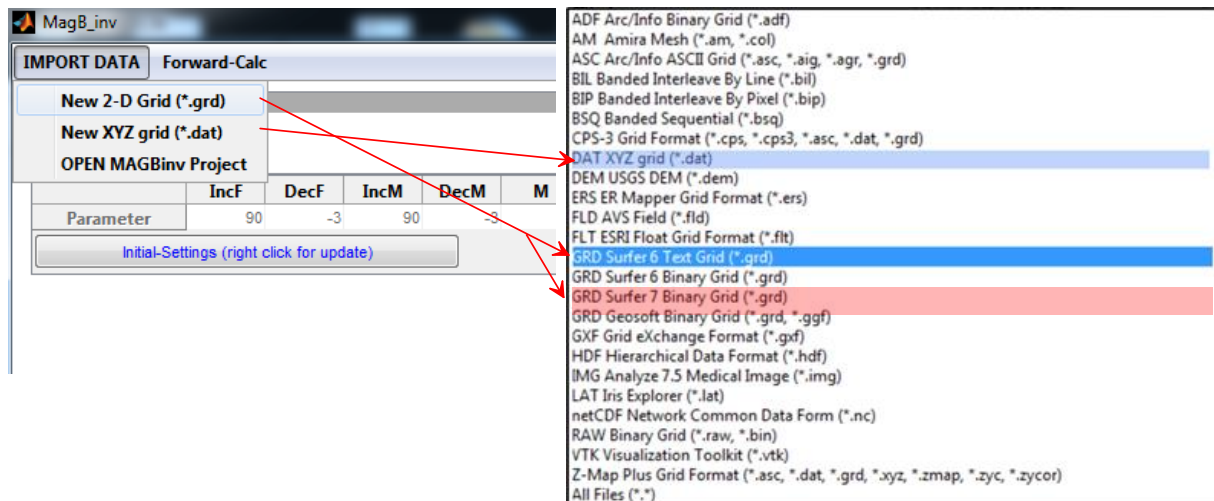 MagB_inv
IMPORT DATA Forward-Calc
New 2-D Grid (*.grd)
New XYZ grid (*.dat)
OPEN MAGBinv Project
IncF DecF IncM DecM M
Parameter 90 -3 90 -3
Initial-Settings (right click for update)
ADF Arc/Info Binary Grid (*.adf)
AM Amira Mesh (*.am, *.col)
ASC Arc/Info ASCII Grid (*.asc, *.aig, *.agr, *.grd)
BIL Banded Interleave By Line (*.bil)
BIP Banded Interleave By Pixel (*.bip)
BSQ Banded Sequential (*.bsq)
CPS-3 Grid Format (*.cps, *.cps3, *.asc, *.dat, *.grd)
DAT XYZ grid (*.dat)
DEM USGS DEM (*.dem)
ERS ER Mapper Grid Format (*.ers)
FLD AVS Field (*.fld)
FLT ESRI Float Grid Format (*.flt)
GRD Surfer 6 Text Grid (*.grd)
GRD Surfer 6 Binary Grid (*.grd)
GRD Surfer 7 Binary Grid (*.grd)
GRD Geosoft Binary Grid (*.grd, *.ggf)
GXF Grid eXchange Format (*.gxf)
HDF Hierarchical Data Format (*.hdf)
IMG Analyze 7.5 Medical Image (*.img)
LAT Iris Explorer (*.lat)
netCDF Network Common Data Form (*.nc)
RAW Binary Grid (*.raw, *.bin)
VTK Visualization Toolkit (*.vtk)
Z-Map Plus Grid Format (*.asc, *.dat, *.grd, *.xyz, *.zmap, *.zyc, *.zycor)
All Files (*.*)